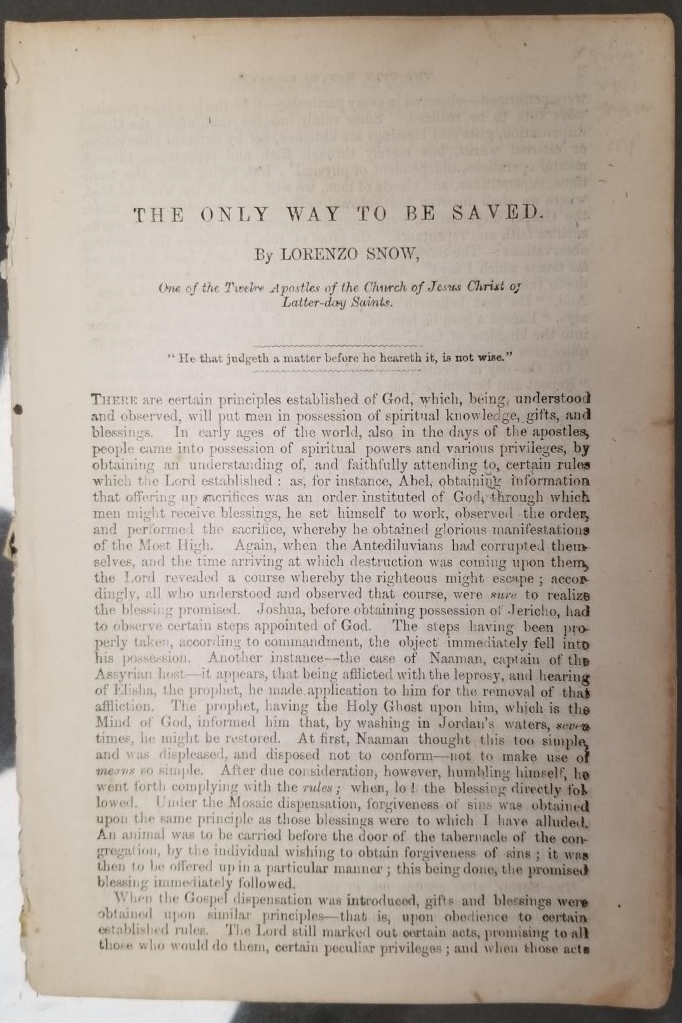 THE ONLY WAY TO BE SAVED.
By LORENZO SNOW,
One of the Twelve Apostles of the Church of Jesus Christ of
Latter-day Saints.
"He that judgeth a matter before he heareth it, is not wise."
THERE are certain principles established of God, which, being, understood
and observed, will put men in possession of spiritual knowledge, gifts, and
blessings. In early ages of the world, also in the days of the apostles,
people came into possession of spiritual powers and various privileges, by
obtaining an understanding of, and faithfully attending to, certain rules
which the Lord established: as, for instance, Abel, obtaining information
that offering up sacrifices was an order instituted of God, through which
men might receive blessings, he set himself to work, observed the order,
and performed the sacrifice, whereby he obtained glorious manifestations
of the Most High. Again, when the Antediluvians had corrupted them-
selves, and the time arriving at which destruction was coming upon them,
the Lord revealed a course whereby the righteous might escape; accor-
dingly, all who understood and observed that course, were sure to realize
the blessing promised. Joshua, before obtaining possession of Jericho, had
to observe certain steps appointed of God. The steps having been pro-
perly taken, according to commandment, the object immediately fell into
his possession. Another instance—the case of Naaman, captain of the
Assyrian host—it appears, that being afflicted with the leprosy, and hearing
of Elisha, the prophet, he made application to him for the removal of that
affliction. The prophet, having the Holy Ghost upon him, which is the
Mind of God, informed him that, by washing in Jordan's waters, seven
times, he might be restored. At first, Naaman thought this too simple,
and was displeased, and disposed not to conform—not to make use of
means so simple. After due consideration, however, humbling himself, he
went forth complying with the rules; when, lo! the blessing directly fol
lowed. Under the Mosaic dispensation, forgiveness of sins was obtained
upon the same principle as those blessings were to which I have alluded.
An animal was to be carried before the door of the tabernacle of the con-
gregation, by the individual wishing to obtain forgiveness of sins; it was
then to be offered up in a particular manner; this being done, the promised
blessing immediately followed.
When the Gospel dispensation was introduced, gifts and blessings were
obtained upon similar principles—that is, upon obedience to certain
established rules. The Lord still marked out certain acts, promising to all
those who would do them, certain peculiar privileges; and when those acts